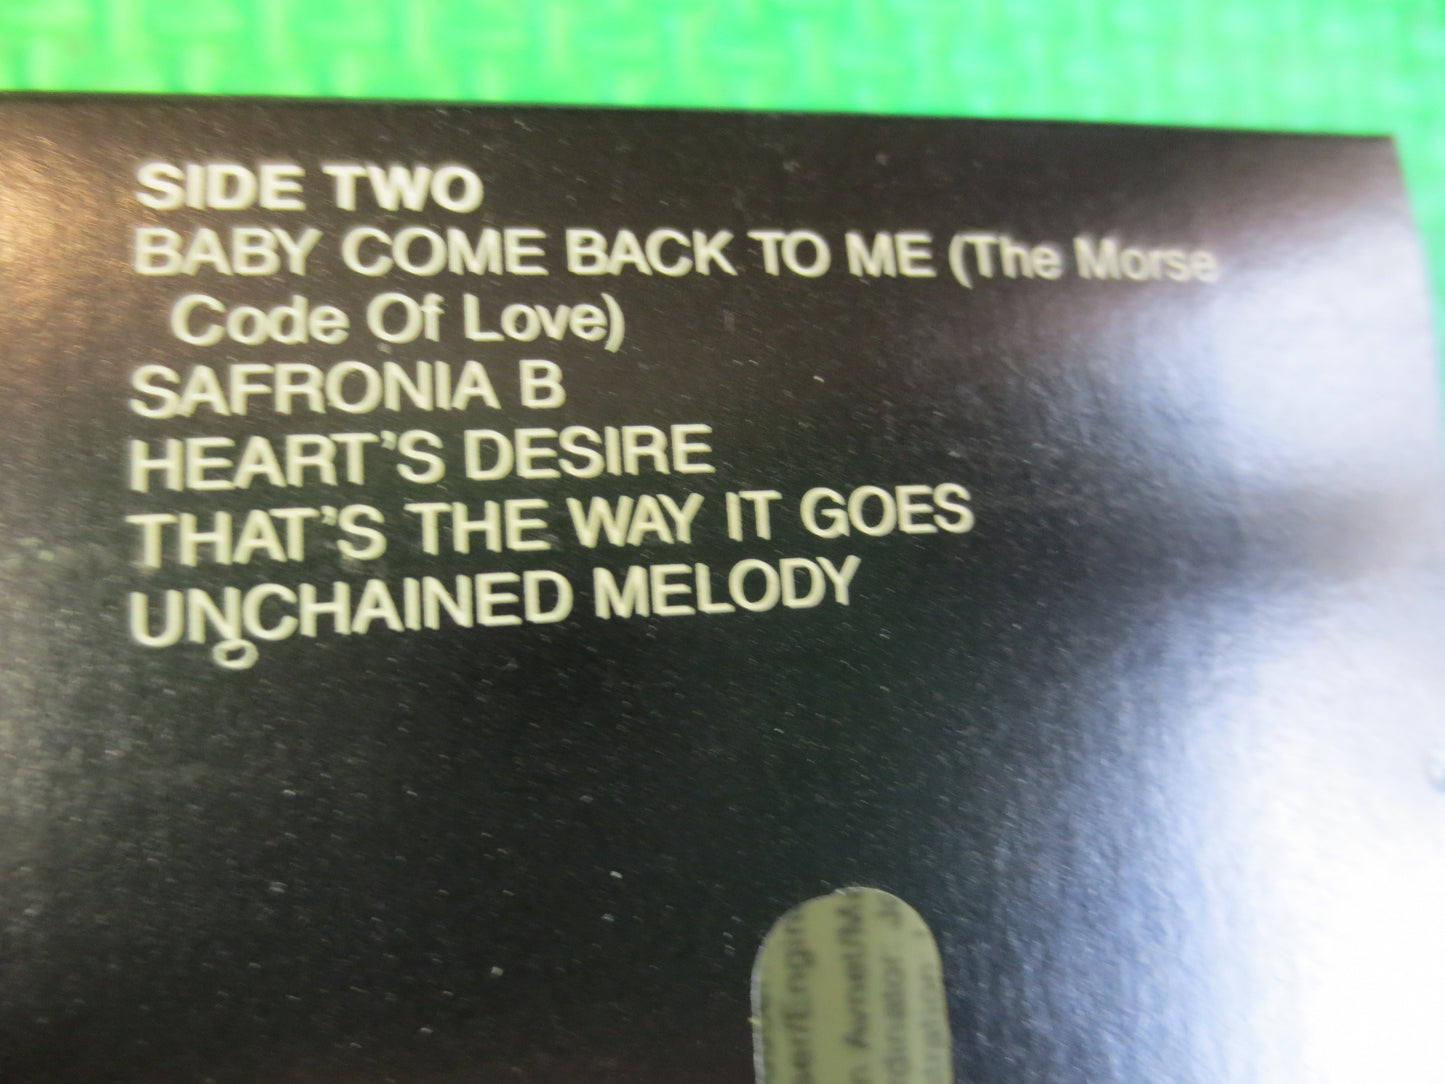 SIDE TWO
BABY COME BACK TO ME (The Morse
Code Of Love)
SAFRONIA B
HEART'S DESIRE
THAT'S THE WAY IT GOES
UNCHAINED MELODY